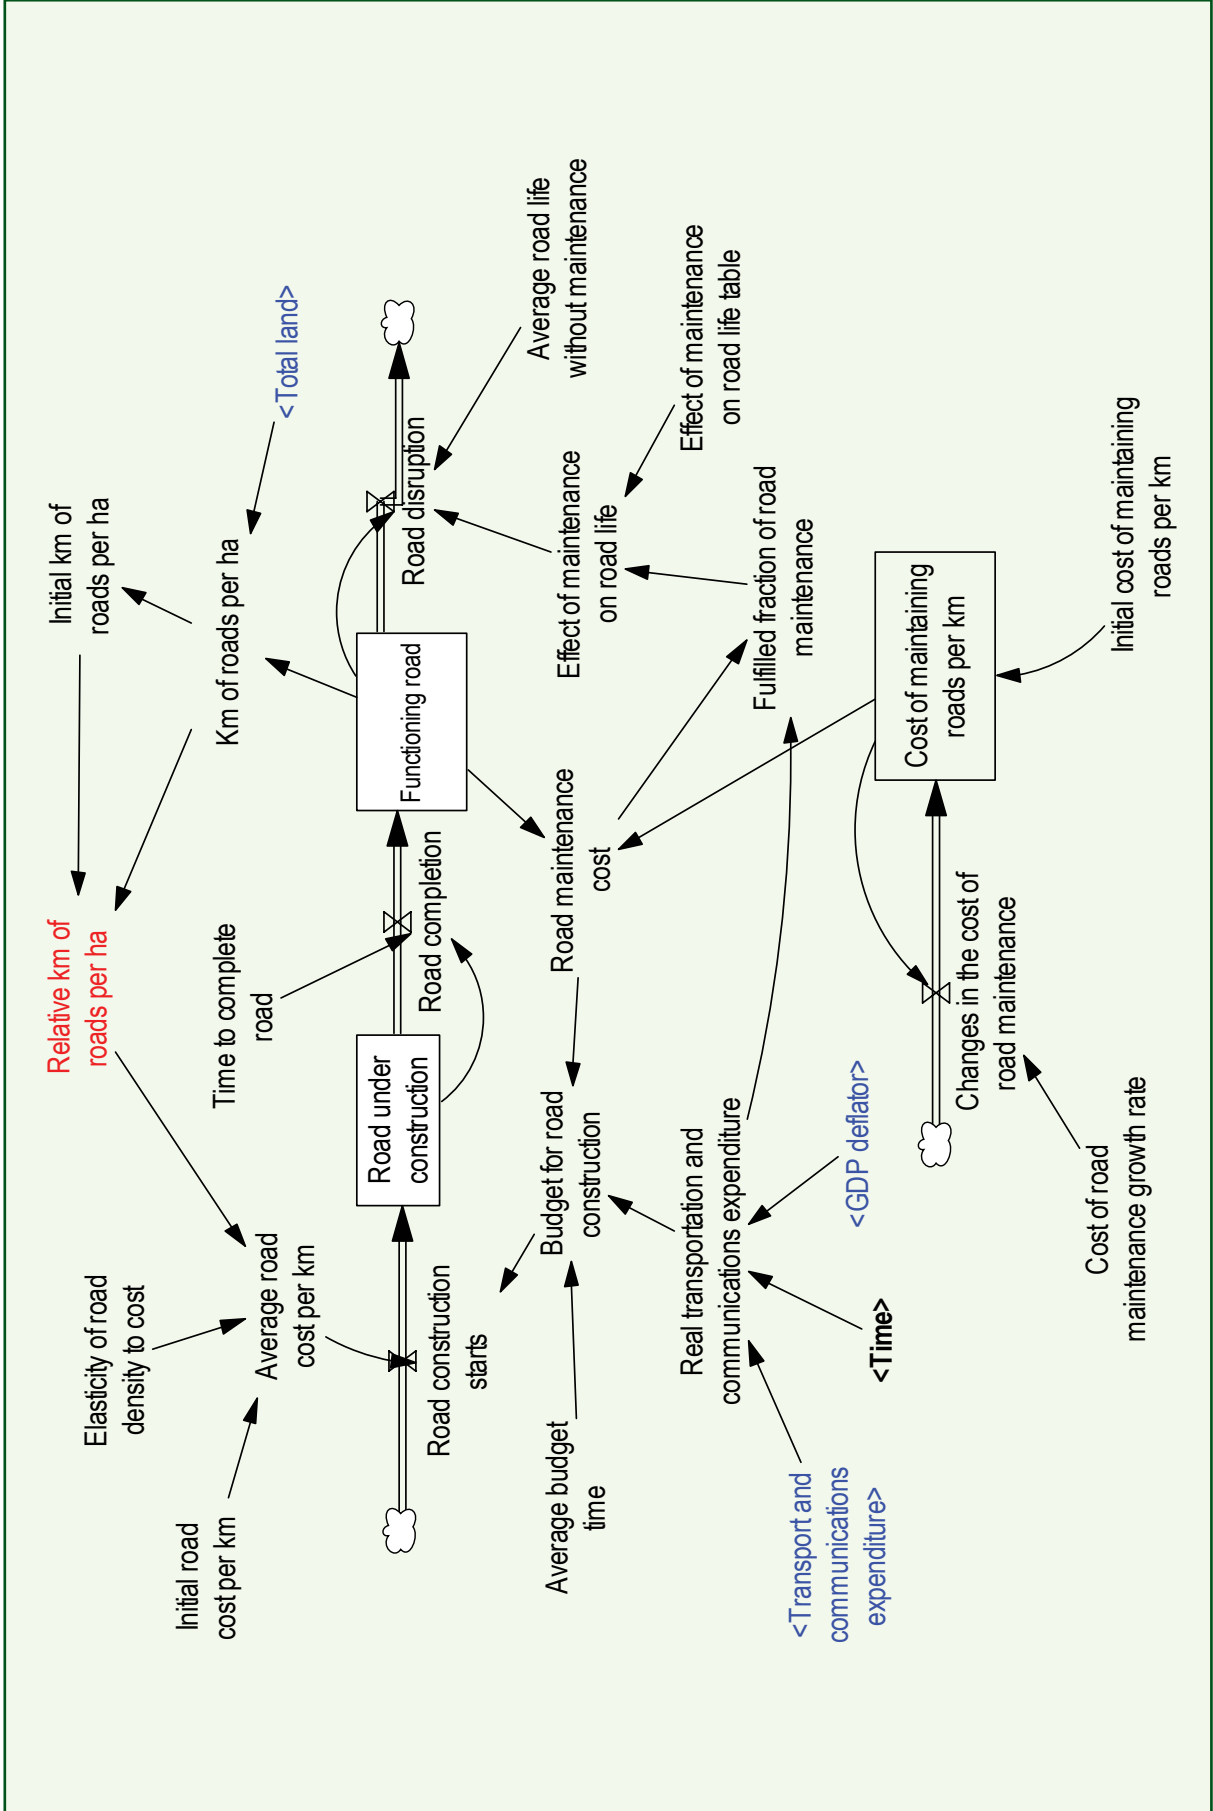 Initial km of
roads per ha
<Total land>
Relative km of
roads per ha
Km of roads per ha
Elasticity of road
density to cost
Time to complete
road
Initial road
cost per km
Average road
cost per km
Road under
construction
Functioning road
Road construction
starts
Road completion
Road disruption
Average road life
without maintenance
Average budget
time
Budget for road
construction
Road maintenance
cost
Effect of maintenance
on road life
Effect of maintenance
on road life table
Real transportation and
communications expenditure
Fulfilled fraction of road
maintenance
<Transport and
communications
expenditure>
<Time>
<GDP deflator>
Changes in the cost of
road maintenance
Cost of maintaining
roads per km
Cost of road
maintenance growth rate
Initial cost of maintaining
roads per km